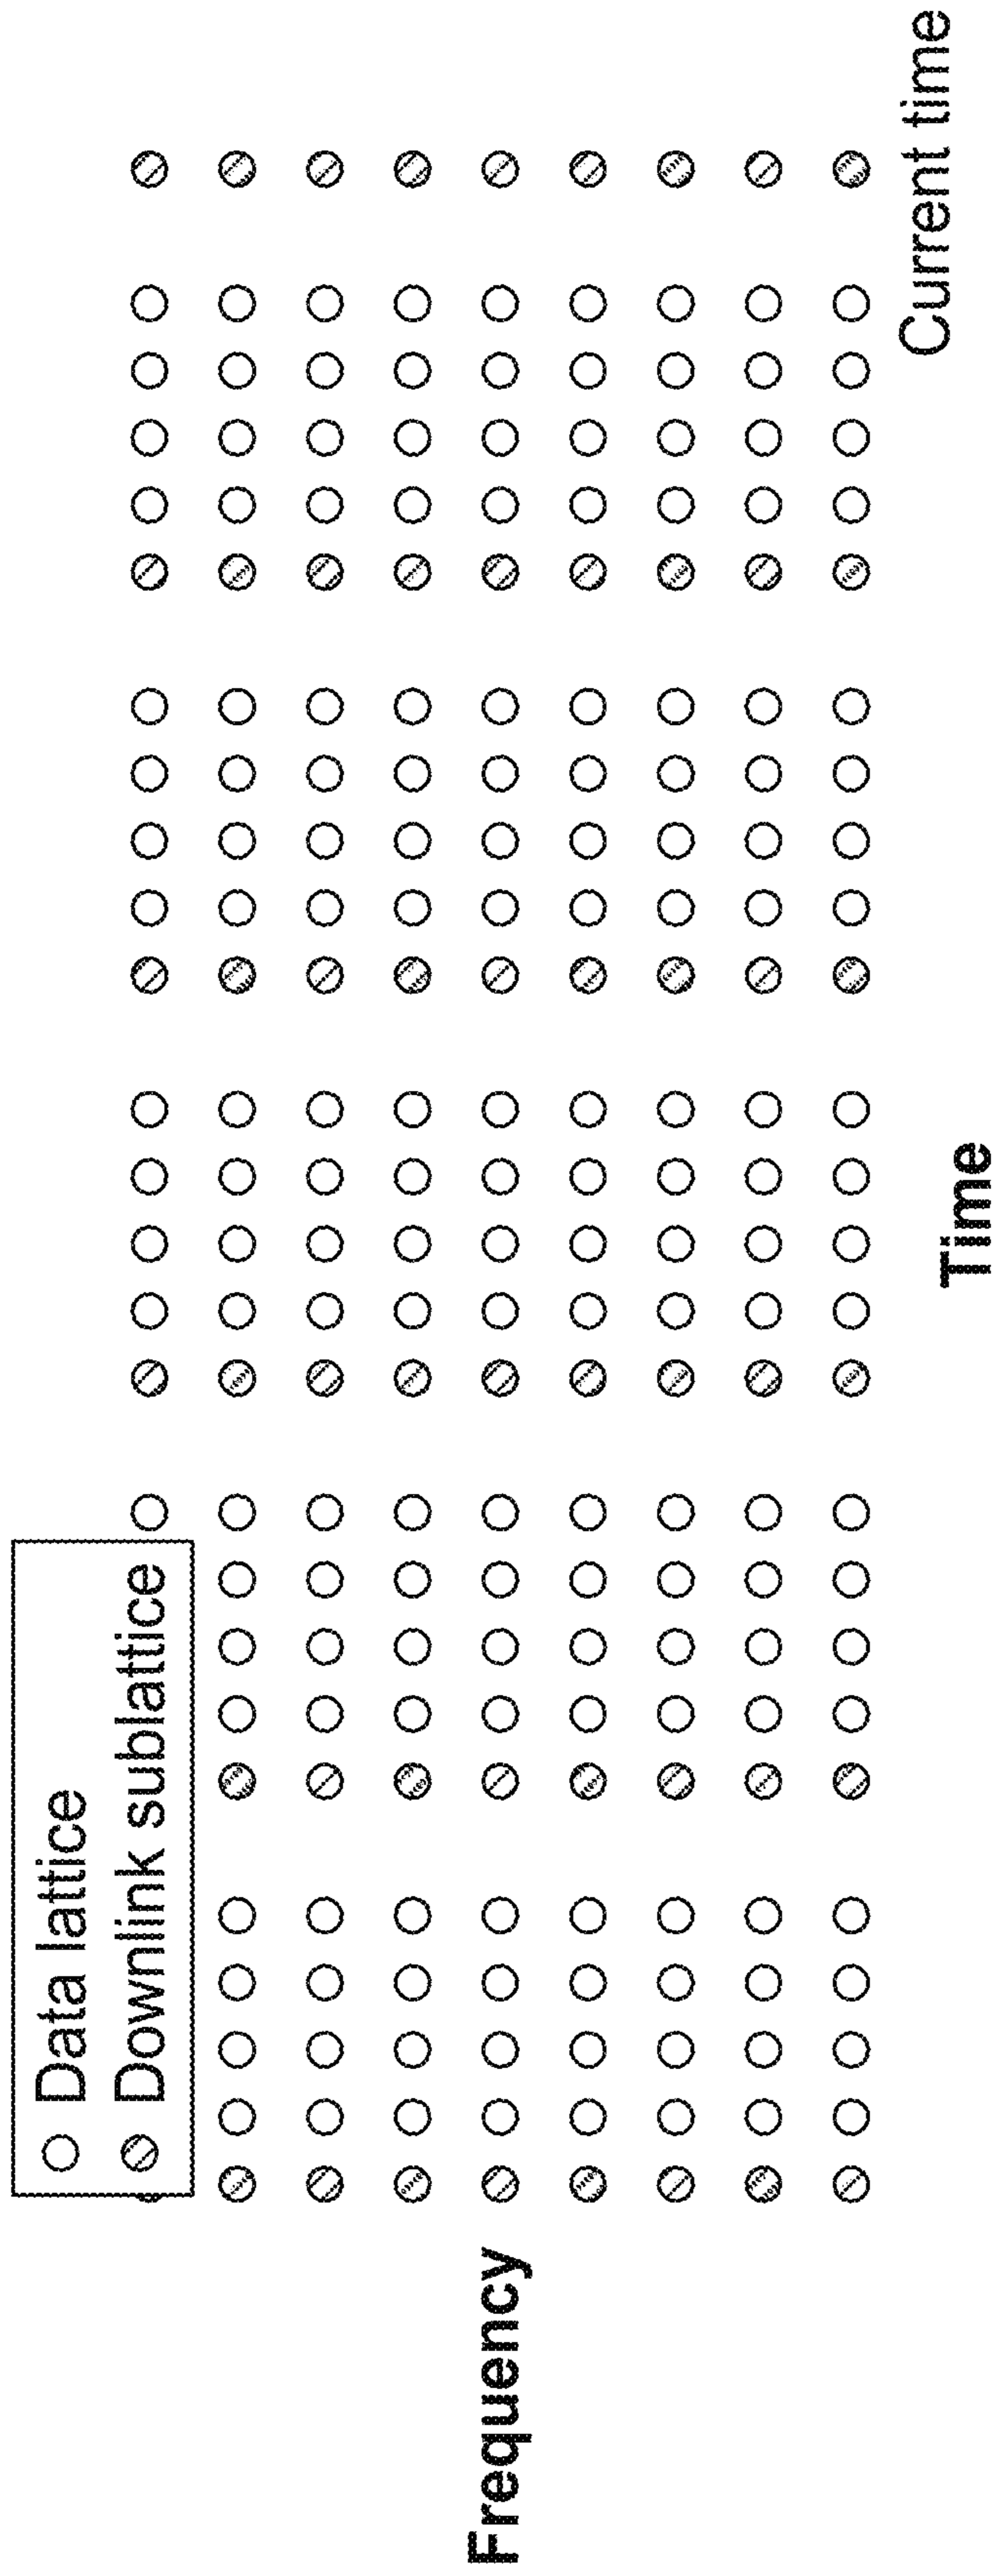 Data lattice
Downlink sublattice
Frequency
Time
Current time